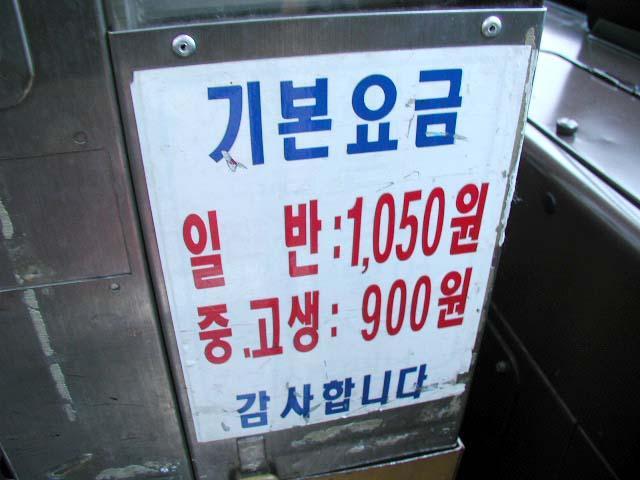 기본요금
일 반:1,050원
중.고생: 900원
감사합니다